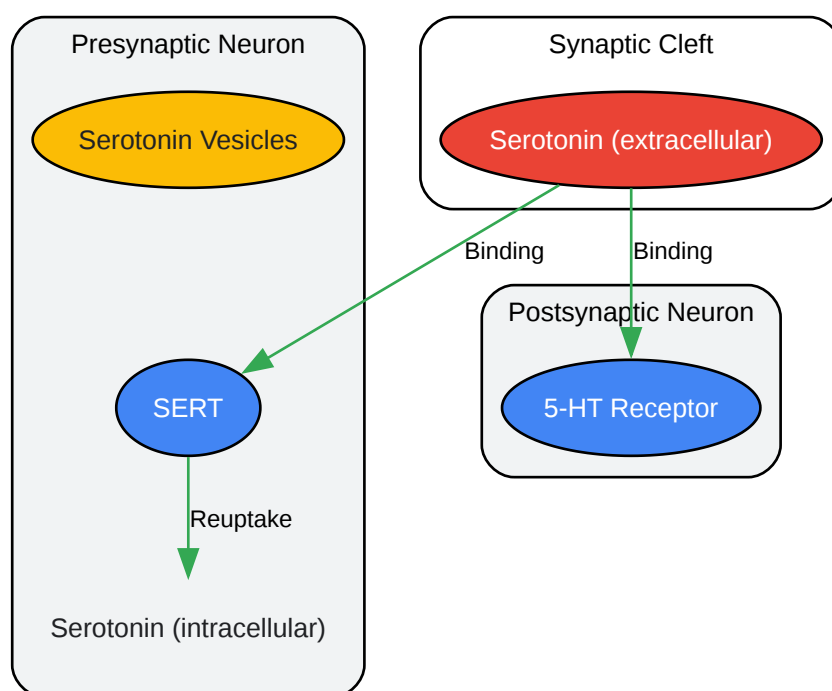 Presynaptic Neuron
Synaptic Cleft
Serotonin Vesicles
Serotonin (extracellular)
Binding
Binding
Postsynaptic Neuron
SERT
5-HT Receptor
Reuptake
Serotonin (intracellular)